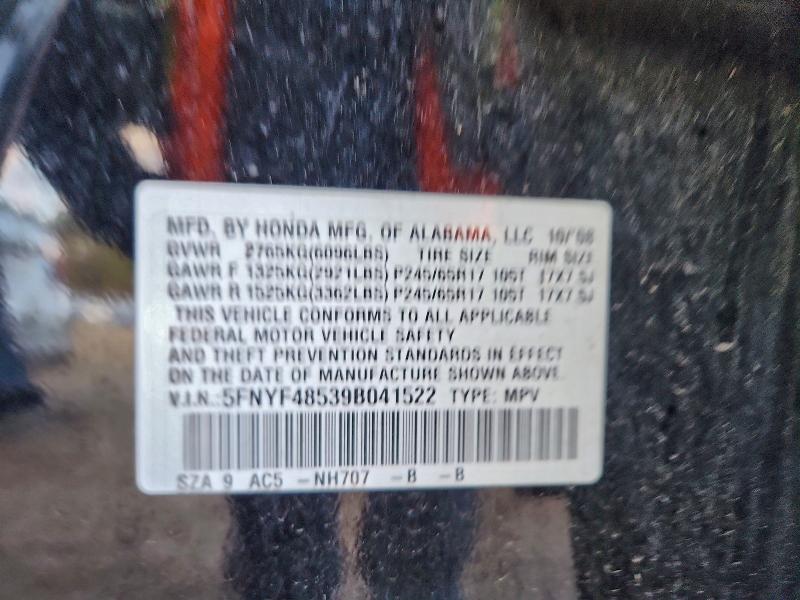 MFD. BY HONDA MFG. OF ALABAMA, LLC 10/'08
GVWR 2765KG(6096LBS) TIRE SIZE RIM SIZE
GAWR F 1325KG(2921LBS) P245/65R17 105T 17X7.5J
GAWR R 1525KG(3362LBS) P245/65R17 105T 17X7.5J
THIS VEHICLE CONFORMS TO ALL APPLICABLE
FEDERAL MOTOR VEHICLE SAFETY
AND THEFT PREVENTION STANDARDS IN EFFECT
ON THE DATE OF MANUFACTURE SHOWN ABOVE.
V.I.N.:5FNYF48539B041522 TYPE: MPV
SZA 9 AC5 -NH707 -B -B